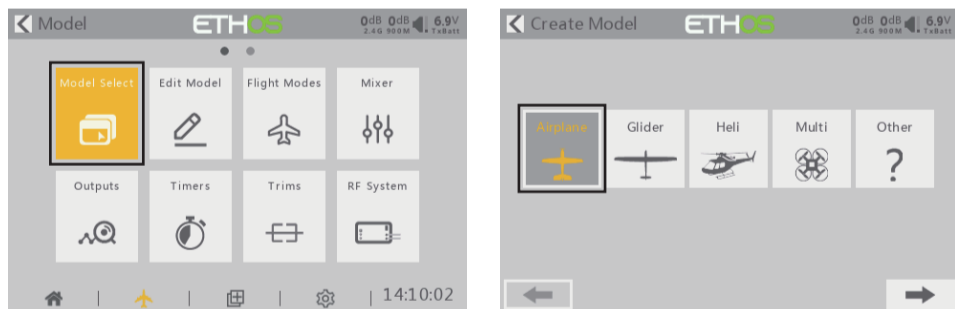 Model ETHOS 0dB 0dB 6.9V
2.4G 900M TxBatt
Model Select Edit Model Flight Modes Mixer
Outputs Timers Trims RF System
14:10:02
Create Model ETHOS 0dB 0dB 6.9V
2.4G 900M TxBatt
Airplane Glider Heli Multi Other
?